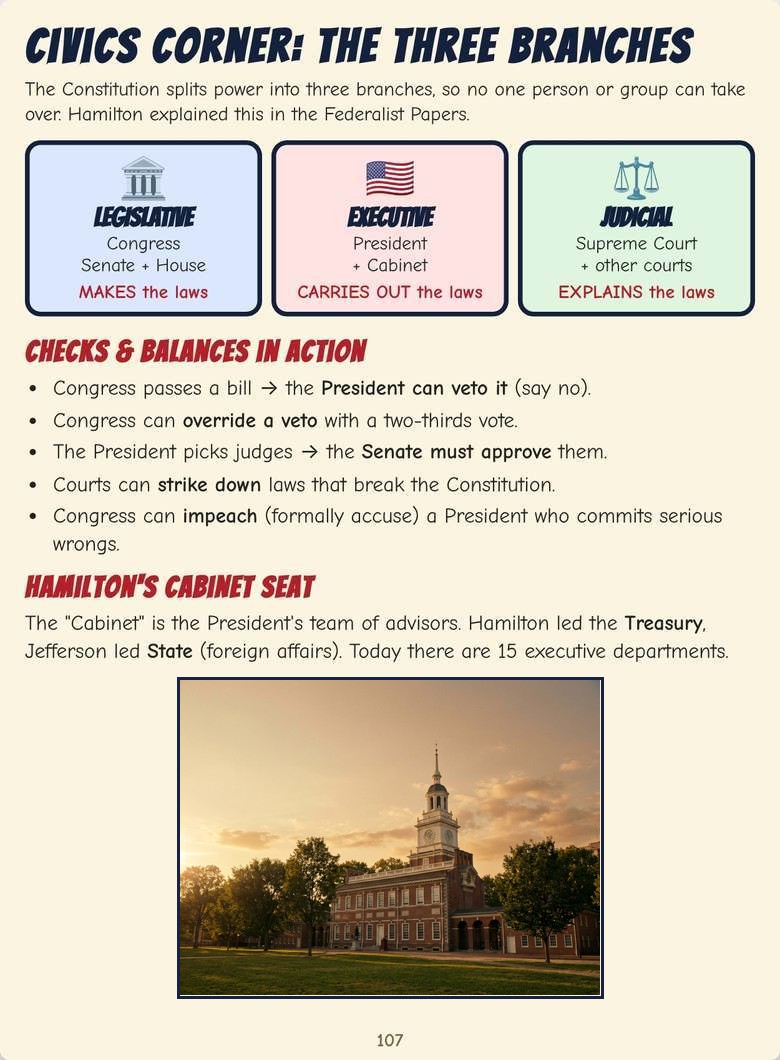 CIVICS CORNER: THE THREE BRANCHES
The Constitution splits power into three branches, so no one person or group can take
over. Hamilton explained this in the Federalist Papers.
LEGISLATIVE
Congress
Senate + House
MAKES the laws
EXECUTIVE
President
+ Cabinet
CARRIES OUT the laws
JUDICIAL
Supreme Court
+ other courts
EXPLAINS the laws
CHECKS & BALANCES IN ACTION
• Congress passes a bill → the President can veto it (say no).
• Congress can override a veto with a two-thirds vote.
• The President picks judges → the Senate must approve them.
• Courts can strike down laws that break the Constitution.
• Congress can impeach (formally accuse) a President who commits serious
wrongs.
HAMILTON'S CABINET SEAT
The "Cabinet" is the President's team of advisors. Hamilton led the Treasury,
Jefferson led State (foreign affairs). Today there are 15 executive departments.
107